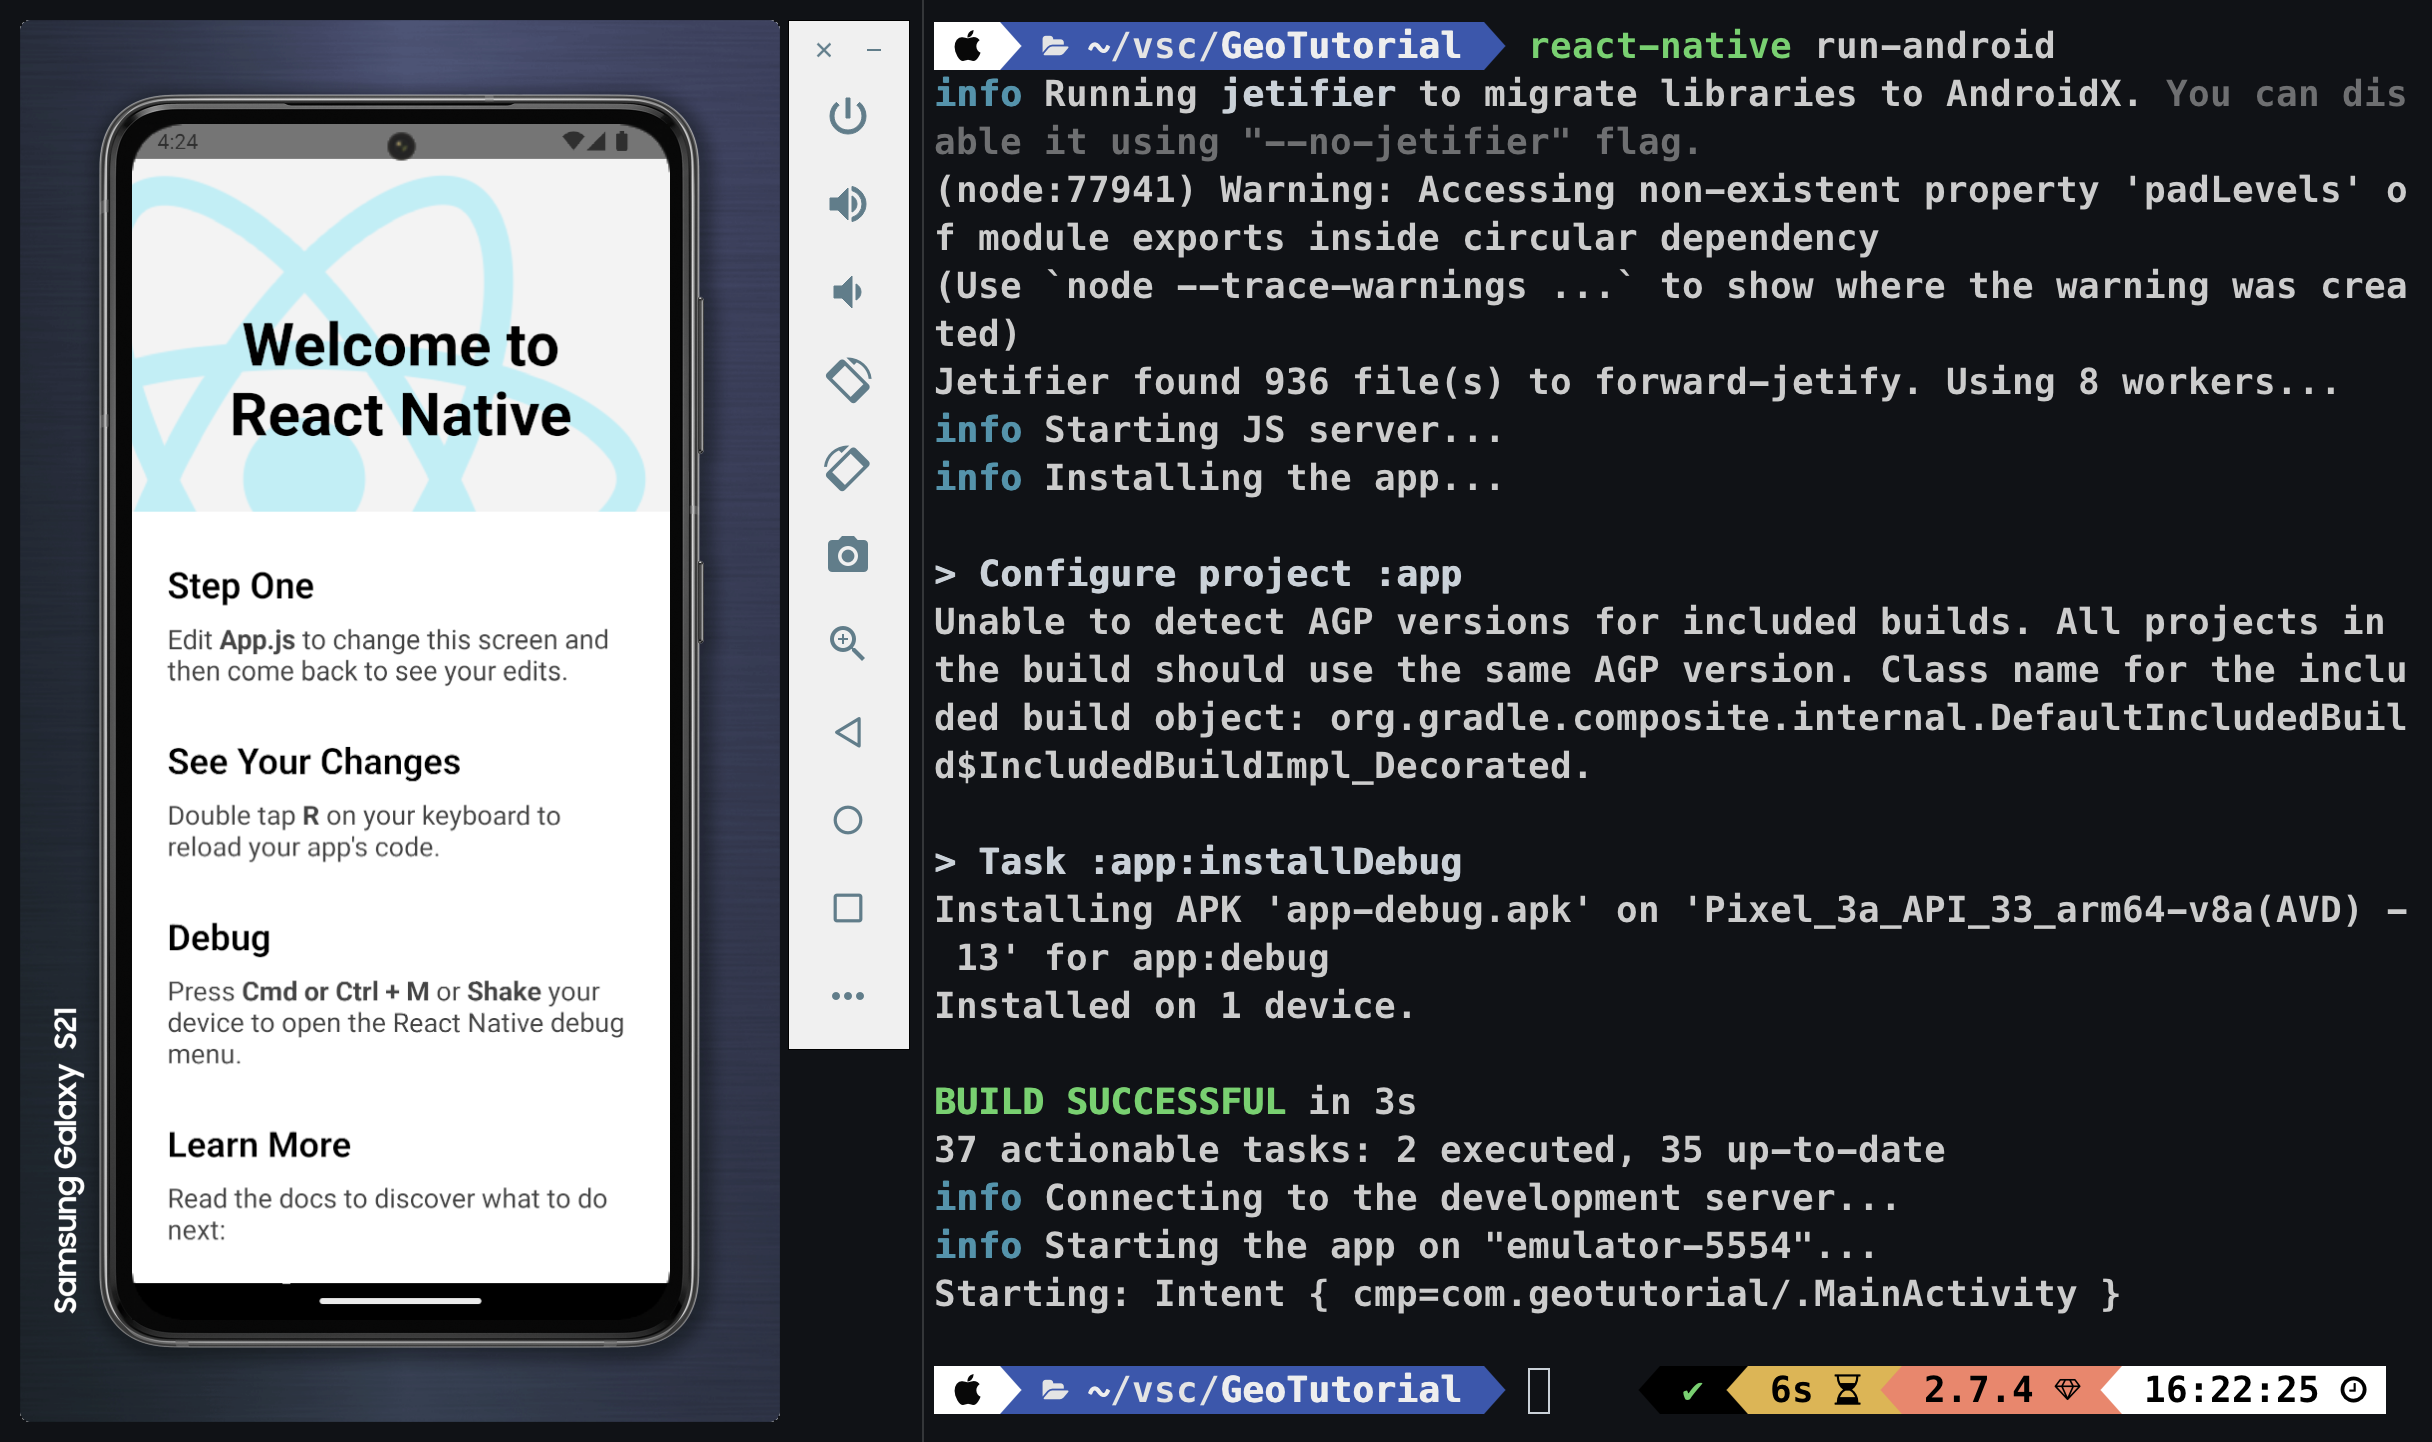 4:24
Welcome to
React Native
Step One
Edit App.js to change this screen and
then come back to see your edits.
See Your Changes
Double tap R on your keyboard to
reload your app's code.
Debug
Press Cmd or Ctrl + M or Shake your
device to open the React Native debug
menu.
Learn More
Read the docs to discover what to do
next:
Samsung Galaxy S21
~/vsc/GeoTutorial react-native run-android
info Running jetifier to migrate libraries to AndroidX. You can dis
able it using "--no-jetifier" flag.
(node:77941) Warning: Accessing non-existent property 'padLevels' o
f module exports inside circular dependency
(Use `node --trace-warnings ...` to show where the warning was crea
ted)
Jetifier found 936 file(s) to forward-jetify. Using 8 workers...
info Starting JS server...
info Installing the app...
> Configure project :app
Unable to detect AGP versions for included builds. All projects in
the build should use the same AGP version. Class name for the inclu
ded build object: org.gradle.composite.internal.DefaultIncludedBuil
d$IncludedBuildImpl_Decorated.
> Task :app:installDebug
Installing APK 'app-debug.apk' on 'Pixel_3a_API_33_arm64-v8a(AVD) -
 13' for app:debug
Installed on 1 device.
BUILD SUCCESSFUL in 3s
37 actionable tasks: 2 executed, 35 up-to-date
info Connecting to the development server...
info Starting the app on "emulator-5554"...
Starting: Intent { cmp=com.geotutorial/.MainActivity }
~/vsc/GeoTutorial ✔ 6s 2.7.4 16:22:25